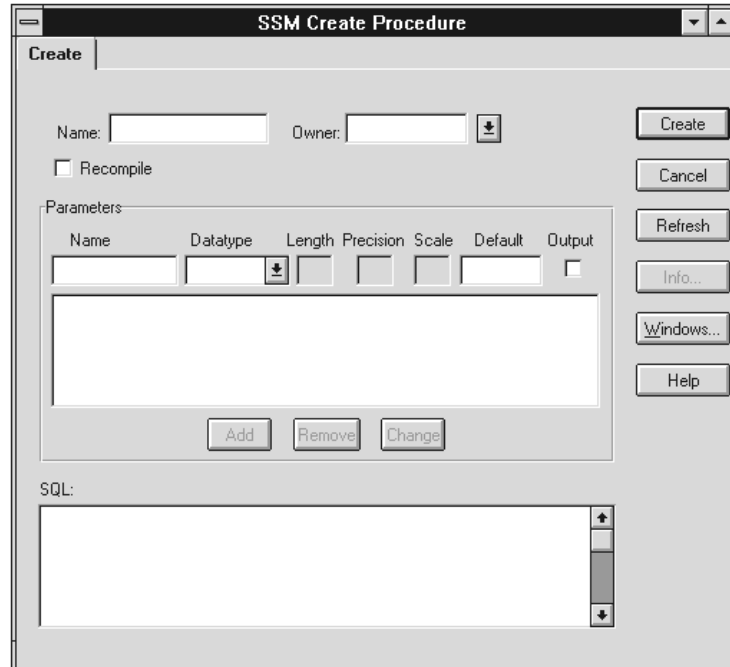 SSM Create Procedure
Create
Name:
Owner:
Create
Recompile
Cancel
Parameters
Refresh
Name Datatype Length Precision Scale Default Output
Info...
Windows...
Help
Add Remove Change
SQL: